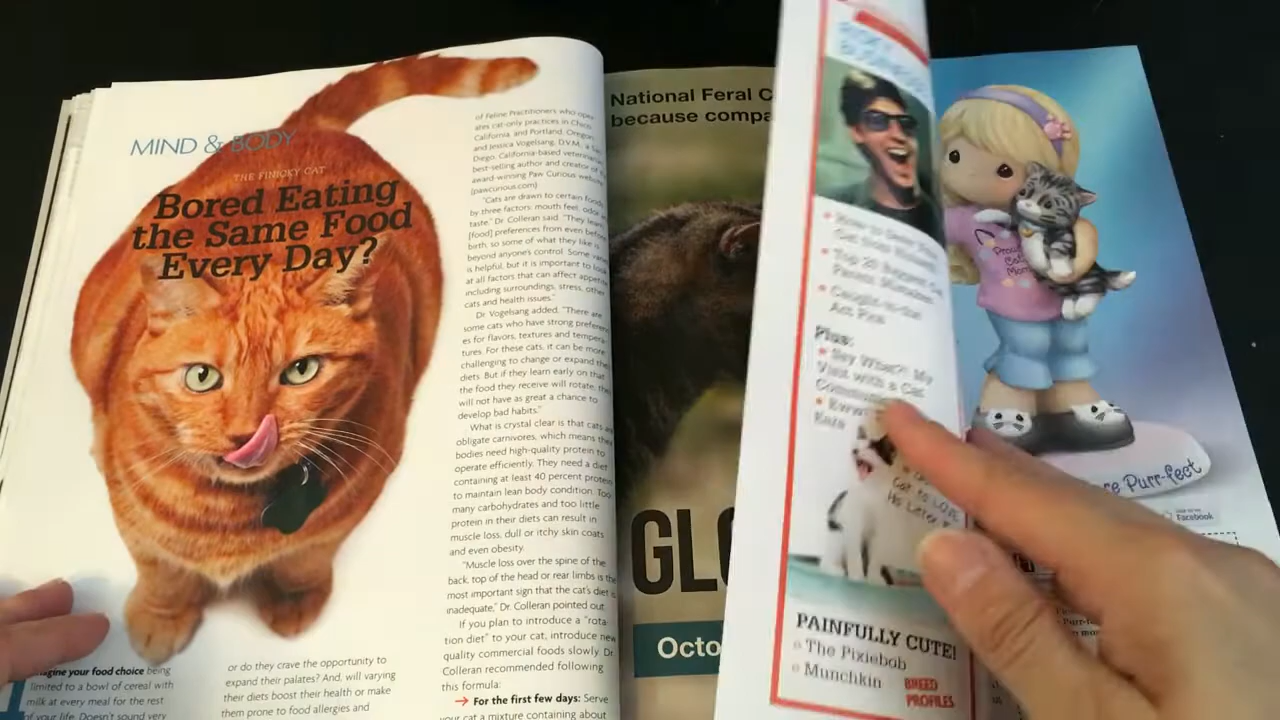 MIND & BODY
THE FINICKY CAT
Bored Eating
the Same Food
Every Day?
agine your food choice being
limited to a bowl of cereal with
milk at every meal for the rest
of your life. Doesn't sound very
or do they crave the opportunity to
expand their palates? And, will varying
their diets boost their health or make
them prone to food allergies and
of Feline Practitioners who oper-
ates cat-only practices in Chico,
California, and Portland, Oregon,
and Jessica Vogelsang, D.V.M., a San
Diego, California-based veterinarian
best-selling author and creator of the
award-winning Paw Curious website
(pawcurious.com).
"Cats are drawn to certain foods
by three factors: mouth feel, odor
taste," Dr. Colleran said. "They learn
[food] preferences from even before
birth, so some of what they like is
beyond anyone's control. Some variety
is helpful, but it is important to look
at all factors that can affect appetite
including surroundings, stress, other
cats and health issues."
Dr. Vogelsang added, "There are
some cats who have strong preferenc-
es for flavors, textures and tempera-
tures. For these cats, it can be more
challenging to change or expand the
diets. But if they learn early on that
the food they receive will rotate, they
will not have as great a chance to
develop bad habits."
What is crystal clear is that cats are
obligate carnivores, which means their
bodies need high-quality protein to
operate efficiently. They need a diet
containing at least 40 percent protein
to maintain lean body condition. Too
many carbohydrates and too little
protein in their diets can result in
muscle loss, dull or itchy skin coats
and even obesity.
"Muscle loss over the spine of the
back, top of the head or rear limbs is the
most important sign that the cat's diet is
inadequate," Dr. Colleran pointed out.
If you plan to introduce a "rota-
tion diet" to your cat, introduce new
quality commercial foods slowly. Dr.
Colleran recommended following
this formula:
→ For the first few days: Serve
your cat a mixture containing about
National Feral C
because compa
GLO
Octo
Plus:
Say What?! My
Visit with a Cat
PAINFULLY CUTE!
The Pixiebob
Munchkin
BREED
PROFILES
Proud
Cat
Mom
re Purr-fect
Facebook